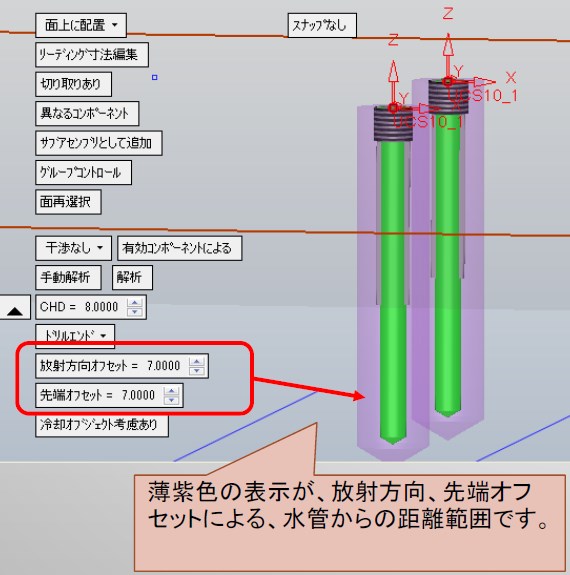 面上に配置
スナップなし
リーディング寸法編集
切り取りあり
異なるコンポーネント
サブアセンブリとして追加
グループコントロール
面再選択
干渉なし 有効コンポーネントによる
手動解析 解析
CHD = 8.0000
ドリルエンド
放射方向オフセット = 7.0000
先端オフセット = 7.0000
冷却オブジェクト考慮あり
Z
Z
Y
X
CS10_1
Y
UCS10_1
薄紫色の表示が、放射方向、先端オフ
セットによる、水管からの距離範囲です。